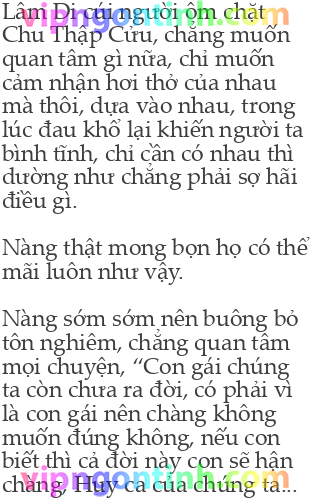 Lâm Di cúi người ôm chặt
Chu Thập Cửu, chẳng muốn
quan tâm gì nữa, chỉ muốn
cảm nhận hơi thở của nhau
mà thôi, dựa vào nhau, trong
lúc đau khổ lại khiến người ta
bình tĩnh, chỉ cần có nhau thì
dường như chẳng phải sợ hãi
điều gì.
Nàng thật mong bọn họ có thể
mãi luôn như vậy.
Nàng sớm sớm nên buông bỏ
tôn nghiêm, chẳng quan tâm
mọi chuyện, “Con gái chúng
ta còn chưa ra đời, có phải vì
là con gái nên chàng không
muốn đúng không, nếu con
biết thì cả đời này con sẽ hận
chàng, Huy ca của chúng ta...
vipngontinh.com
vipngontinh.com